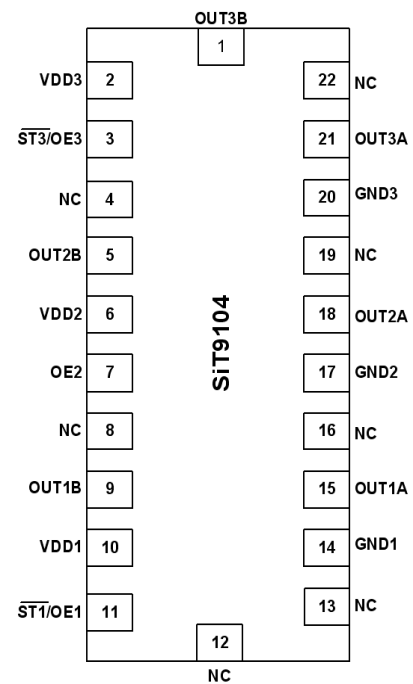 OUT3B
1
VDD3 2 22 NC
ST3/OE3 3 21 OUT3A
NC 4 20 GND3
OUT2B 5 19 NC
VDD2 6 18 OUT2A
OE2 7 17 GND2
NC 8 16 NC
OUT1B 9 15 OUT1A
VDD1 10 14 GND1
ST1/OE1 11 13 NC
12
NC
SiT9104